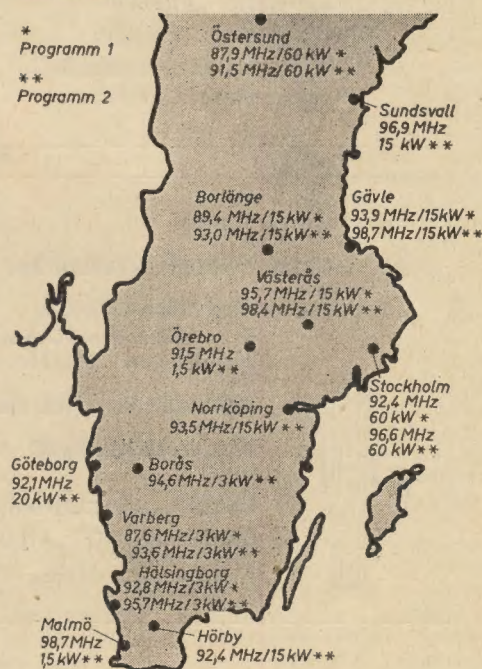 *
Programm 1
**
Programm 2
Östersund
87,9 MHz/60 kW *
91,5 MHz/60 kW **
Sundsvall
96,9 MHz
15 kW **
Borlänge
89,4 MHz/15 kW *
93,0 MHz/15 kW **
Gävle
93,9 MHz/15 kW *
98,7 MHz/15 kW **
Västerås
95,7 MHz/15 kW *
98,4 MHz/15 kW **
Örebro
91,5 MHz
1,5 kW **
Stockholm
92,4 MHz
60 kW *
96,6 MHz
60 kW **
Norrköping
93,5 MHz/15 kW **
Göteborg
92,1 MHz
20 kW **
Borås
94,6 MHz/3 kW **
Varberg
87,6 MHz/3 kW *
93,6 MHz/3 kW **
Hälsingborg
92,8 MHz/3 kW *
95,7 MHz/3 kW **
Malmö
98,7 MHz
1,5 kW **
Hörby
92,4 MHz/15 kW **